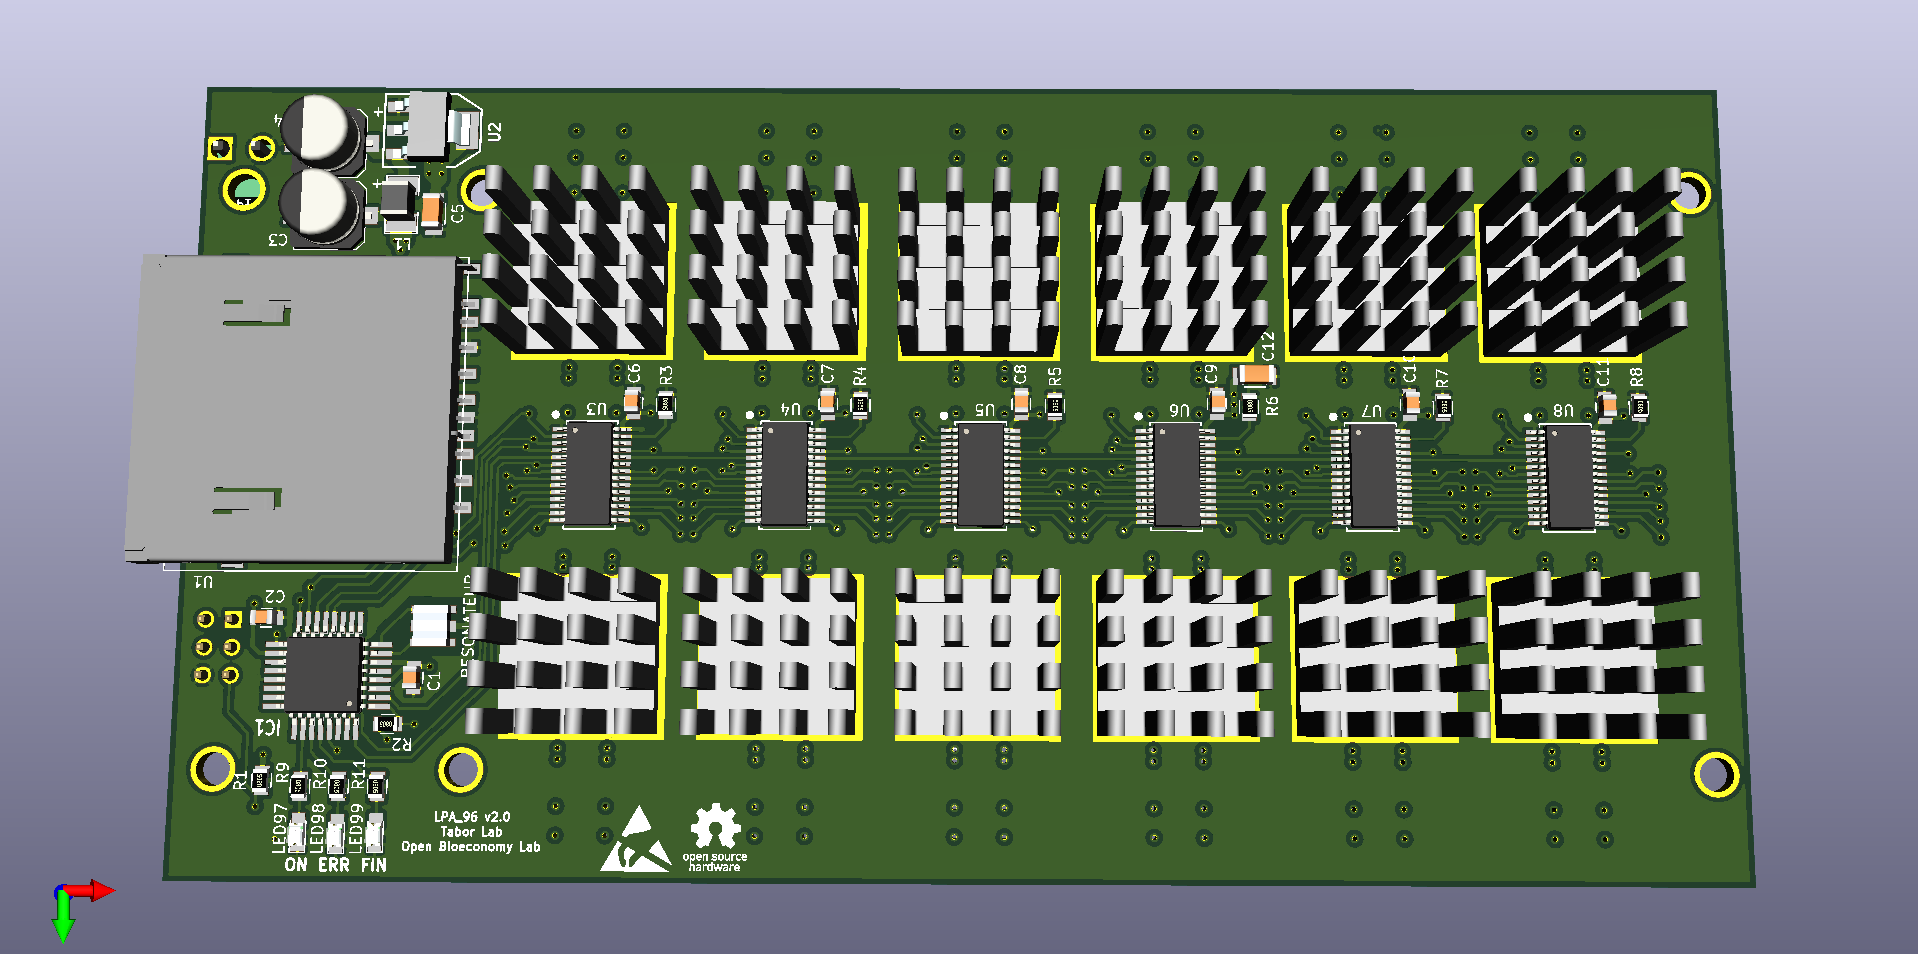 4
U2
C5
C3
L1
C12
C6
R3
C7
R4
C8
R5
C9
R6
R7
R8
U3
U4
U5
U6
U7
U8
U1
C2
C1
IC1
R2
R1
R9
R10
R11
LED97
LED98
LED99
ON ERR FIN
LPA_96 v2.0
Tabor Lab
Open Bloeconomy Lab
open source
hardware